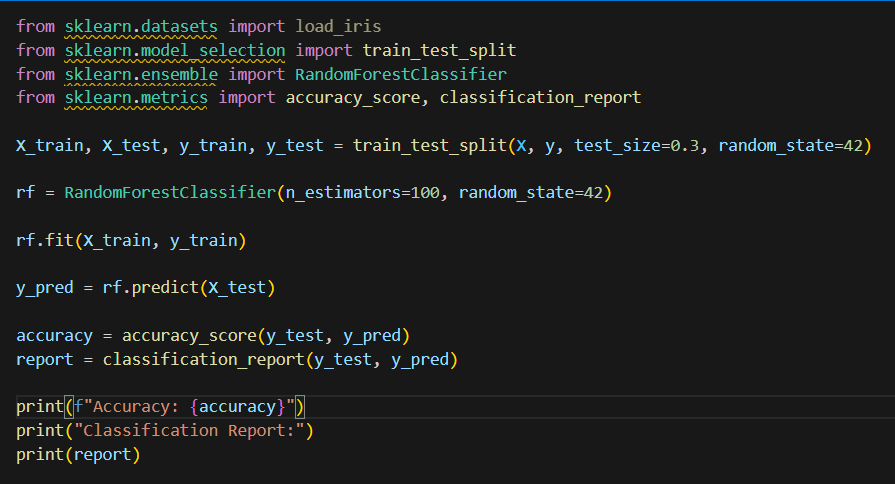 from sklearn.datasets import load_iris
from sklearn.model_selection import train_test_split
from sklearn.ensemble import RandomForestClassifier
from sklearn.metrics import accuracy_score, classification_report
X_train, X_test, y_train, y_test = train_test_split(X, y, test_size=0.3, random_state=42)
rf = RandomForestClassifier(n_estimators=100, random_state=42)
rf.fit(X_train, y_train)
y_pred = rf.predict(X_test)
accuracy = accuracy_score(y_test, y_pred)
report = classification_report(y_test, y_pred)
print(f"Accuracy: {accuracy}")
print("Classification Report:")
print(report)